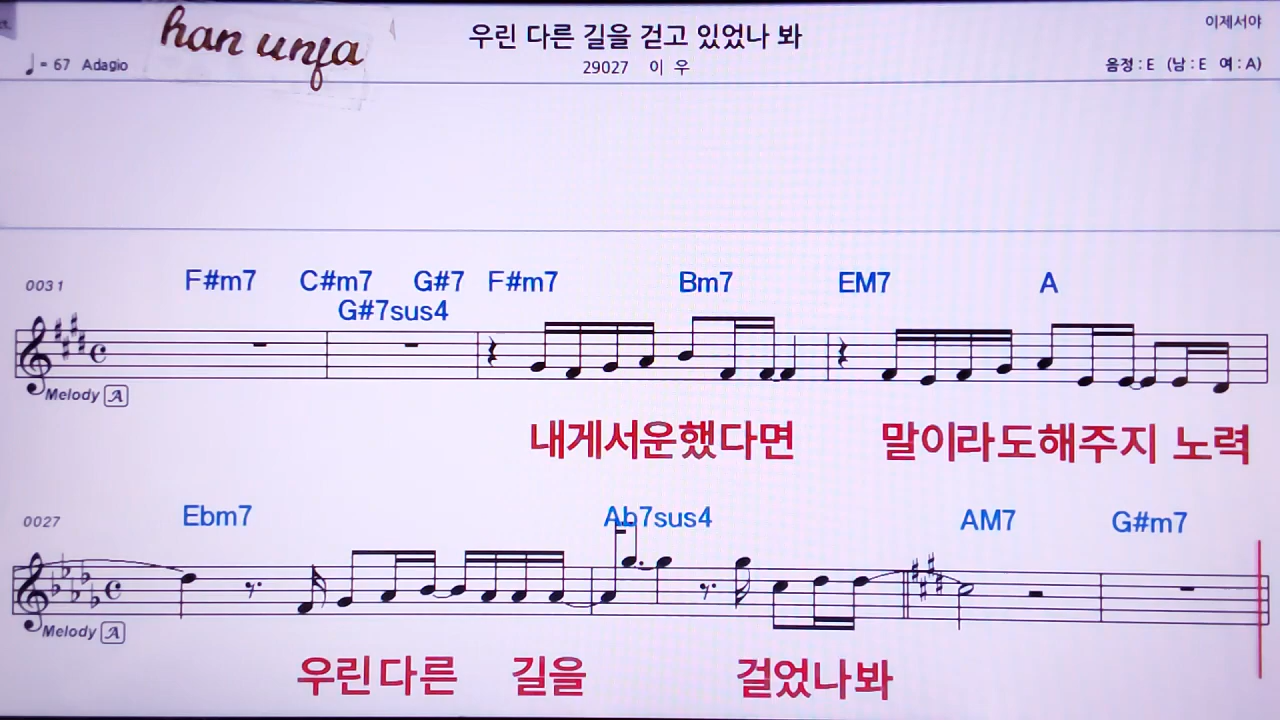 han unfa
우린 다른 길을 걷고 있었나 봐
이제서야
♩= 67 Adagio
29027 이 우
음정 : E (남 : E 여 : A)
0031 F#m7 C#m7 G#7 F#m7 Bm7 EM7 A
G#7sus4
Melody A
내게서운했다면 말이라도해주지 노력
0027 Ebm7 Ab7sus4 AM7 G#m7
Melody A
우린다른 길을 걸었나봐